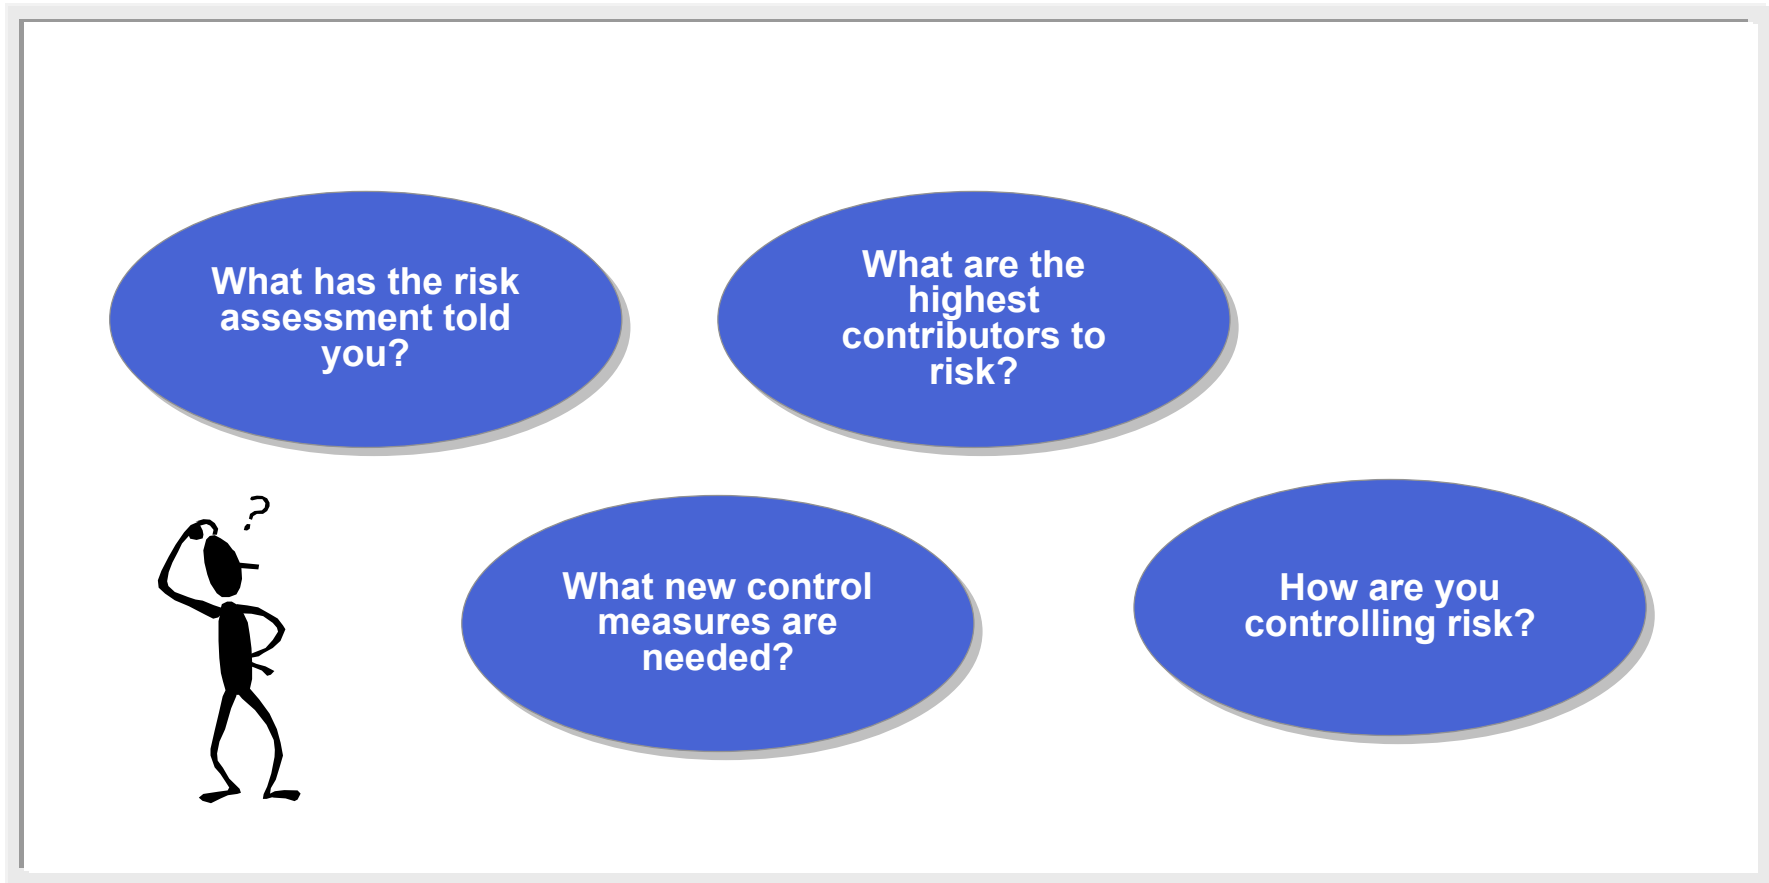 What has the risk
assessment told
you?
What are the
highest
contributors to
risk?
?
What new control
measures are
needed?
How are you
controlling risk?